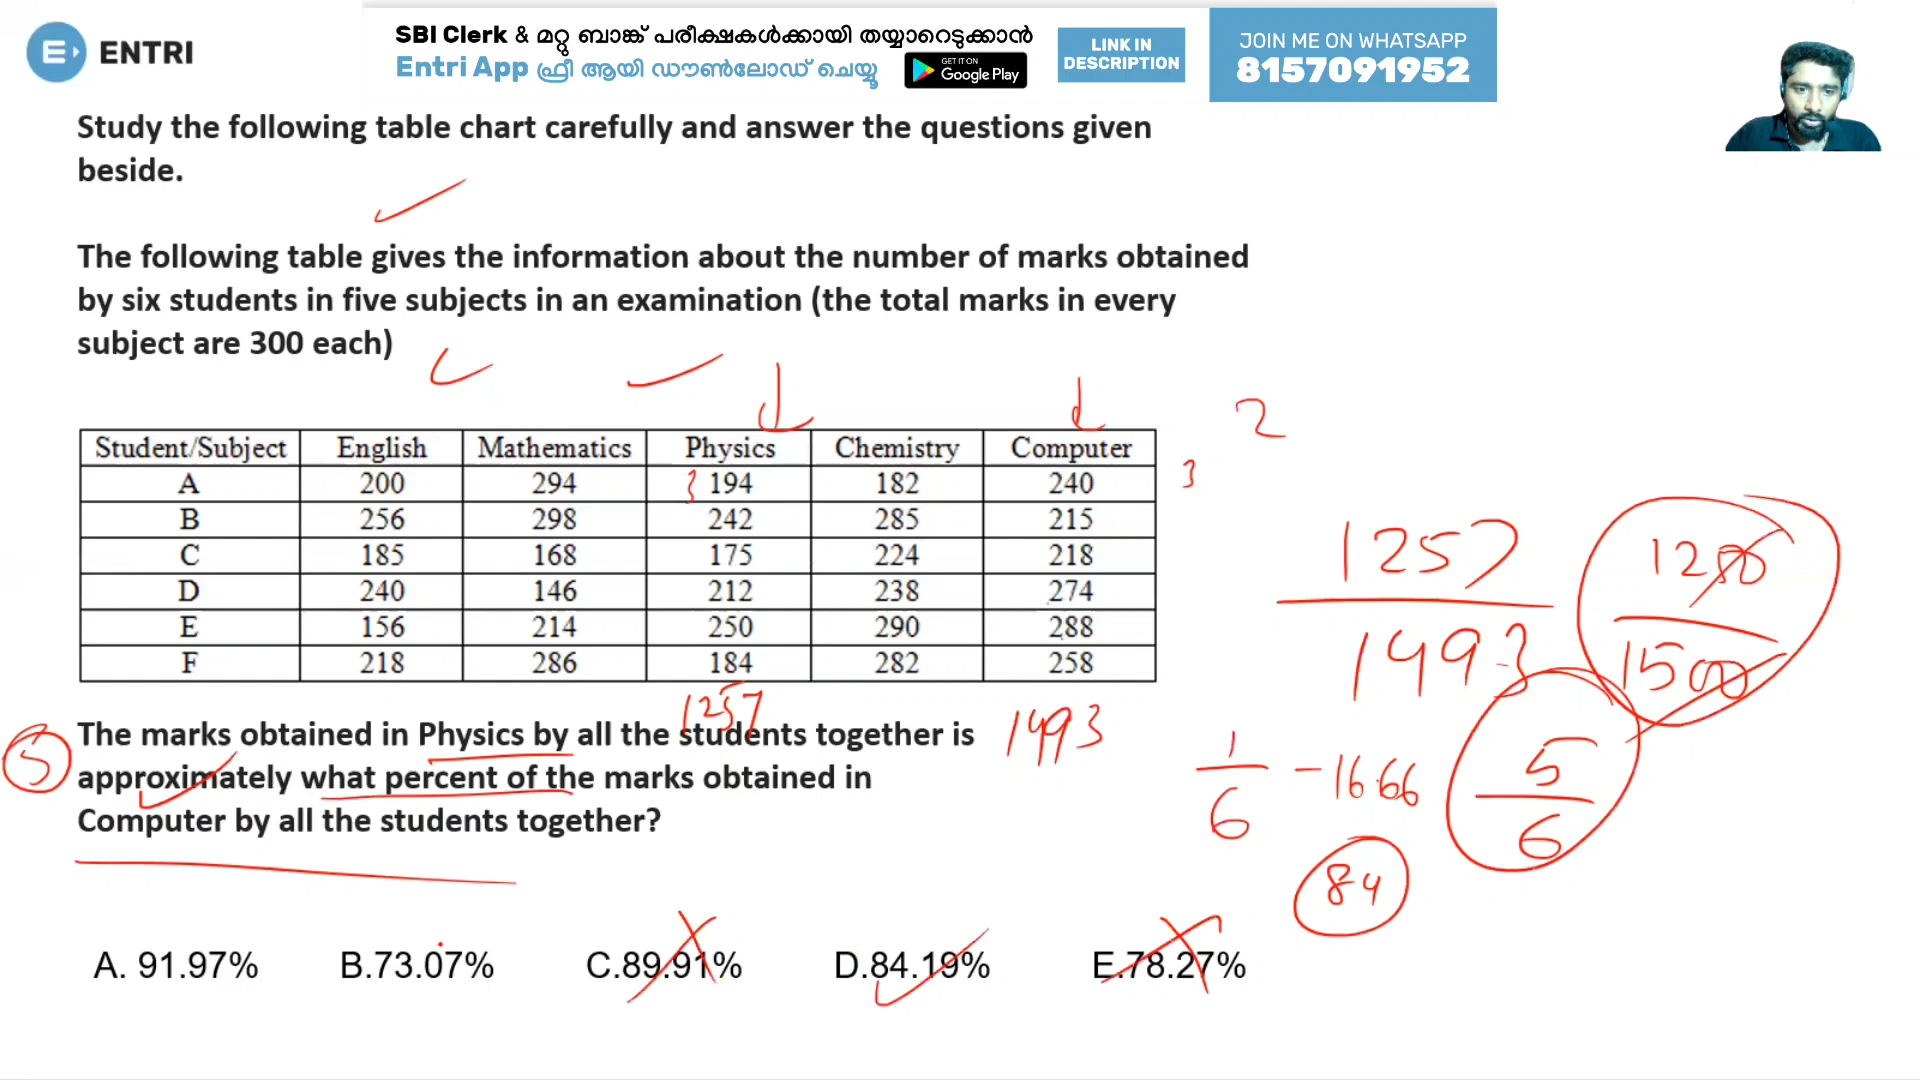 E ENTRI
SBI Clerk & മറ്റു ബാങ്ക് പരീക്ഷകൾക്കായി തയ്യാറെടുക്കാൻ
Entri App ഫ്രീ ആയി ഡൗൺലോഡ് ചെയ്യൂ
GET IT ON
Google Play
LINK IN
DESCRIPTION
JOIN ME ON WHATSAPP
8157091952
Study the following table chart carefully and answer the questions given
beside.
The following table gives the information about the number of marks obtained
by six students in five subjects in an examination (the total marks in every
subject are 300 each)
2
Student/Subject English Mathematics Physics Chemistry Computer
A 200 294 3 194 182 240 3
B 256 298 242 285 215
C 185 168 175 224 218
D 240 146 212 238 274
E 156 214 250 290 288
F 218 286 184 282 258
1257
1493
1250
1500
1257
1493
5 The marks obtained in Physics by all the students together is
approximately what percent of the marks obtained in
Computer by all the students together?
1
6
-16.66
5
6
84
A. 91.97% B.73.07% C.89.91% D.84.19% E.78.27%